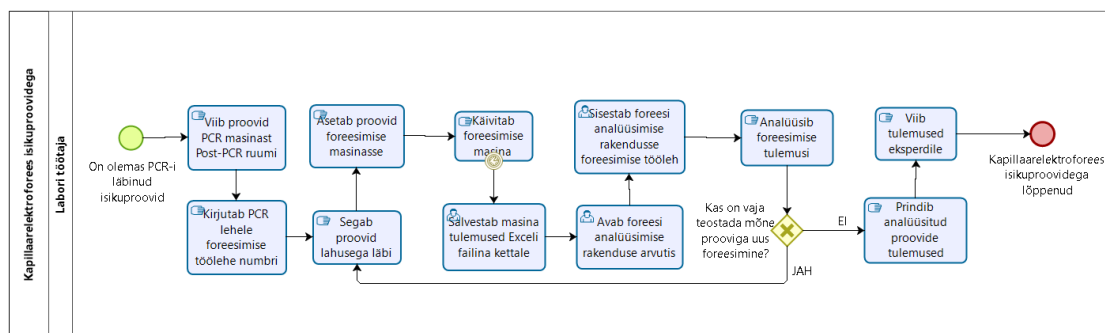 Kapillaarelektroforees isikuproovidega
Labori töötaja
On olemas PCR-i
läbinud isikuproovid
Viib proovid
PCR masinast
Post-PCR ruumi
Kirjutab PCR
lehele
foreesimise
töölehe numbri
Segab
proovid
lahusega läbi
Asetab proovid
foreesimise
masinasse
Käivitab
foreesimise
masina
Salvestab masina
tulemused Exceli
failina kettale
Avab foreesi
analüüsimise
rakenduse arvutis
Sisestab foreesi
analüüsimise
rakendusse
foreesimise tööleh
Analüüsib
foreesimise
tulemusi
Kas on vaja
teostada mõne
prooviga uus
foreesimine?
JAH
EI
Prindib
analüüsitud
proovide
tulemused
Viib
tulemused
eksperdile
Kapillaarelektroforees
isikuproovidega
lõppenud